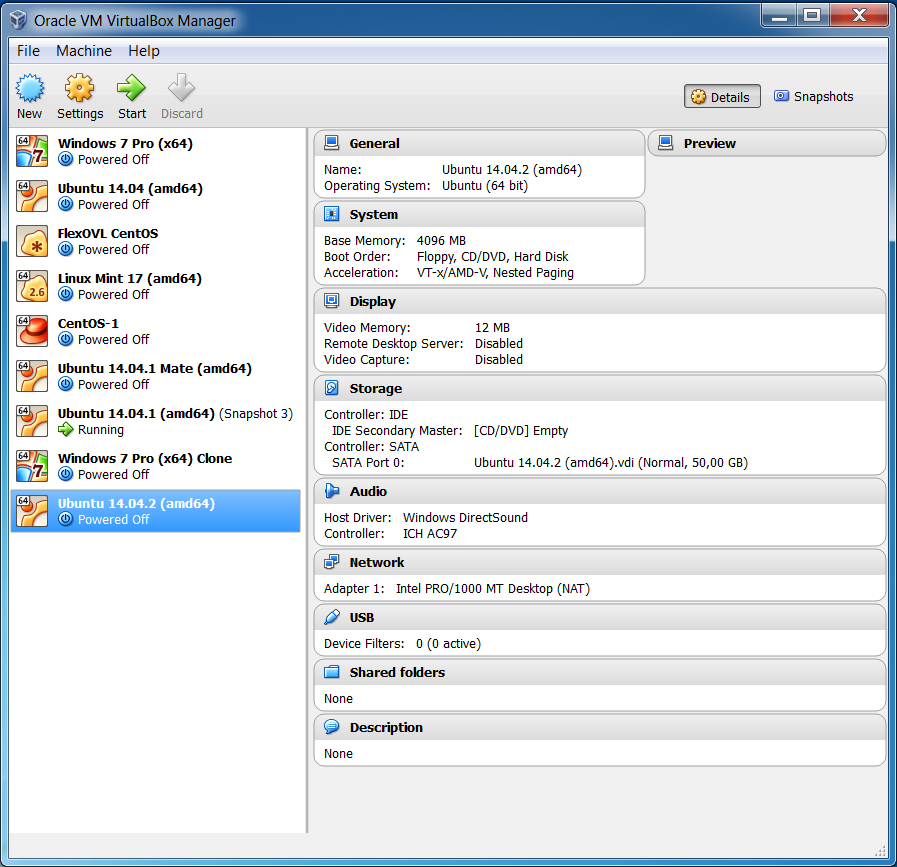 Oracle VM VirtualBox Manager
File Machine Help
New Settings Start Discard
Details Snapshots
64 7 Windows 7 Pro (x64)
Powered Off
64 Ubuntu 14.04 (amd64)
Powered Off
FlexOVL CentOS
Powered Off
64 2.6 Linux Mint 17 (amd64)
Powered Off
64 CentOS-1
Powered Off
64 Ubuntu 14.04.1 Mate (amd64)
Powered Off
64 Ubuntu 14.04.1 (amd64) (Snapshot 3)
Running
64 7 Windows 7 Pro (x64) Clone
Powered Off
64 Ubuntu 14.04.2 (amd64)
Powered Off
General
Name: Ubuntu 14.04.2 (amd64)
Operating System: Ubuntu (64 bit)
Preview
System
Base Memory: 4096 MB
Boot Order: Floppy, CD/DVD, Hard Disk
Acceleration: VT-x/AMD-V, Nested Paging
Display
Video Memory: 12 MB
Remote Desktop Server: Disabled
Video Capture: Disabled
Storage
Controller: IDE
IDE Secondary Master: [CD/DVD] Empty
Controller: SATA
SATA Port 0: Ubuntu 14.04.2 (amd64).vdi (Normal, 50,00 GB)
Audio
Host Driver: Windows DirectSound
Controller: ICH AC97
Network
Adapter 1: Intel PRO/1000 MT Desktop (NAT)
USB
Device Filters: 0 (0 active)
Shared folders
None
Description
None